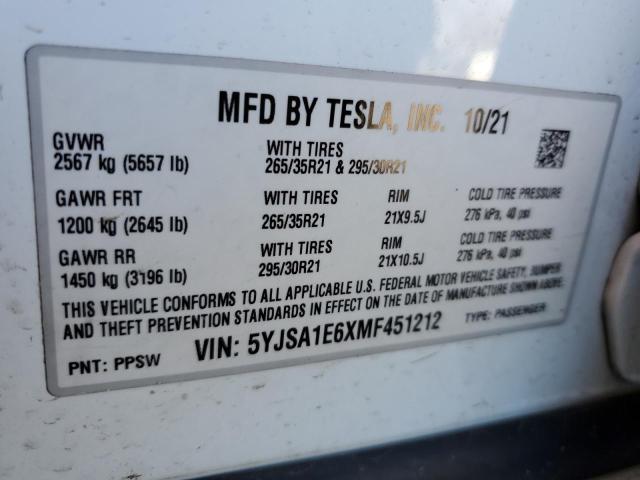 MFD BY TESLA, INC. 10/21
GVWR
2567 kg (5657 lb)
WITH TIRES
265/35R21 & 295/30R21
GAWR FRT
1200 kg (2645 lb)
WITH TIRES
265/35R21
RIM
21X9.5J
COLD TIRE PRESSURE
276 kPa, 40 psi
GAWR RR
1450 kg (3196 lb)
WITH TIRES
295/30R21
RIM
21X10.5J
COLD TIRE PRESSURE
276 kPa, 40 psi
THIS VEHICLE CONFORMS TO ALL APPLICABLE U.S. FEDERAL MOTOR VEHICLE SAFETY, BUMPER,
AND THEFT PREVENTION STANDARDS IN EFFECT ON THE DATE OF MANUFACTURE SHOWN ABOVE.
PNT: PPSW VIN: 5YJSA1E6XMF451212 TYPE: PASSENGER